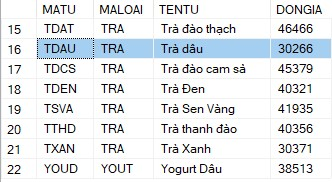 MATU MALOAI TENTU DONGIA
15 TDAT TRA Trà đào thạch 46466
16 TDAU TRA Trà dâu 30266
17 TDCS TRA Trà đào cam sả 45379
18 TDEN TRA Trà Đen 40321
19 TSVA TRA Trà Sen Vàng 41935
20 TTHD TRA Trà thanh đào 40356
21 TXAN TRA Trà Xanh 30371
22 YOUD YOUT Yogurt Dâu 38513